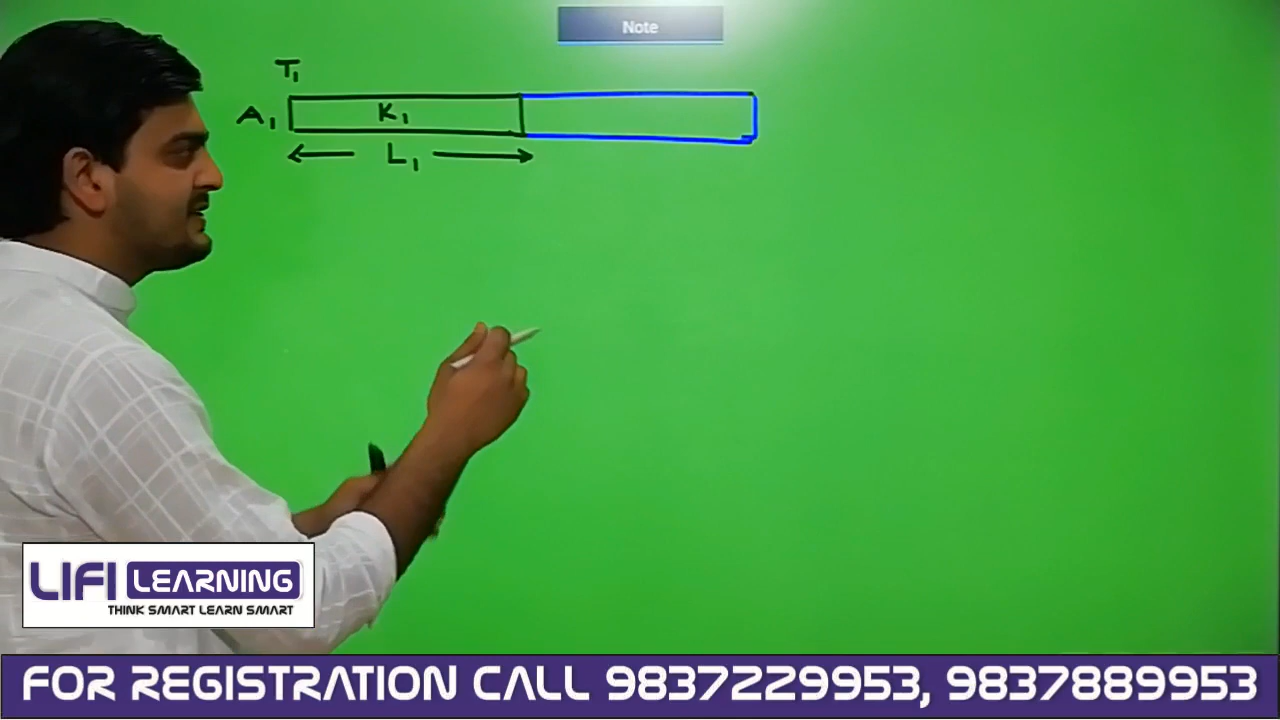 Note
T₁
A₁
K₁
L₁
LIFI LEARNING
THINK SMART LEARN SMART
FOR REGISTRATION CALL 9837229953, 9837889953